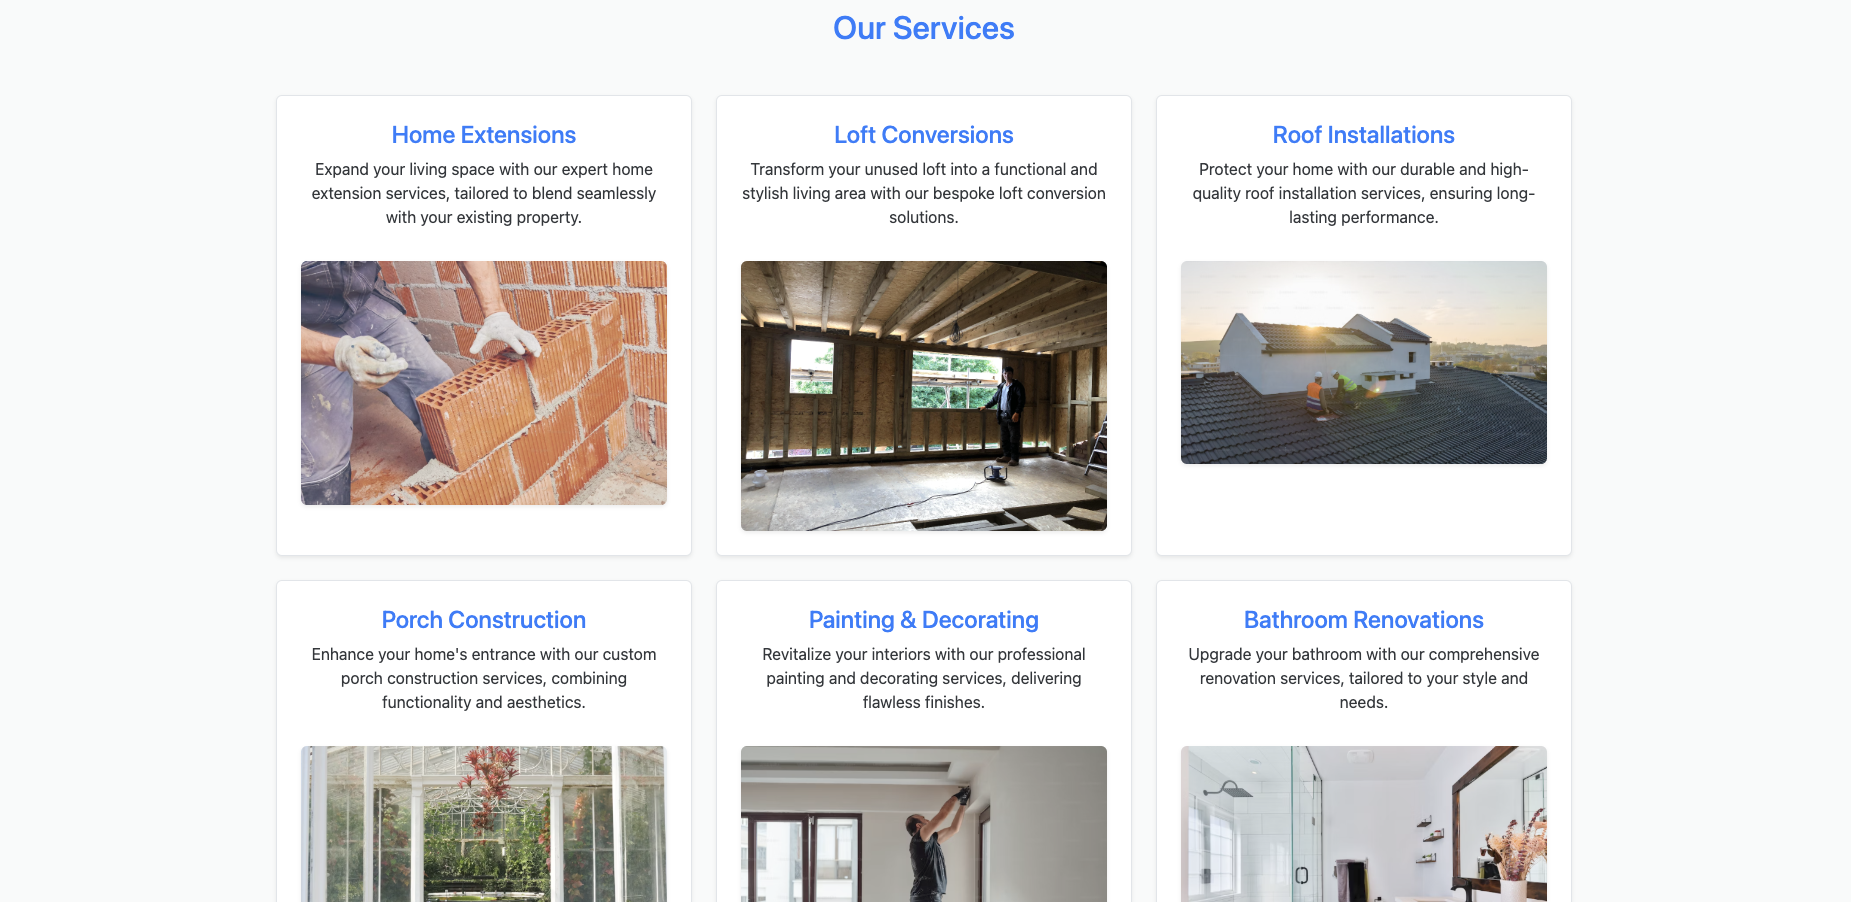 Our Services
Home Extensions
Expand your living space with our expert home
extension services, tailored to blend seamlessly
with your existing property.
Loft Conversions
Transform your unused loft into a functional and
stylish living area with our bespoke loft conversion
solutions.
Roof Installations
Protect your home with our durable and high-
quality roof installation services, ensuring long-
lasting performance.
Porch Construction
Enhance your home's entrance with our custom
porch construction services, combining
functionality and aesthetics.
Painting & Decorating
Revitalize your interiors with our professional
painting and decorating services, delivering
flawless finishes.
Bathroom Renovations
Upgrade your bathroom with our comprehensive
renovation services, tailored to your style and
needs.